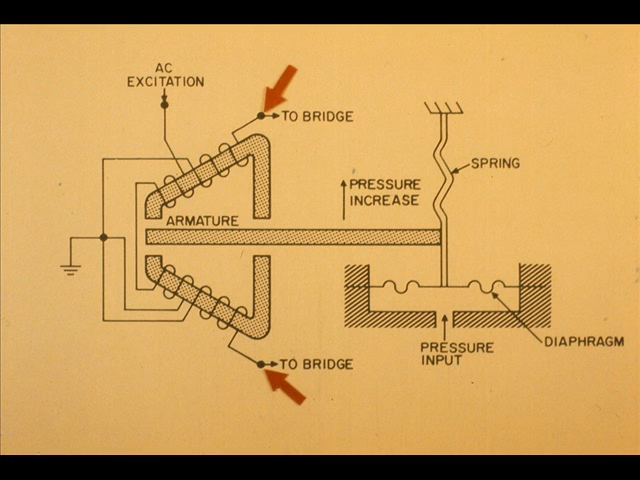 AC
EXCITATION
TO BRIDGE
SPRING
PRESSURE
INCREASE
ARMATURE
TO BRIDGE
PRESSURE
INPUT
DIAPHRAGM